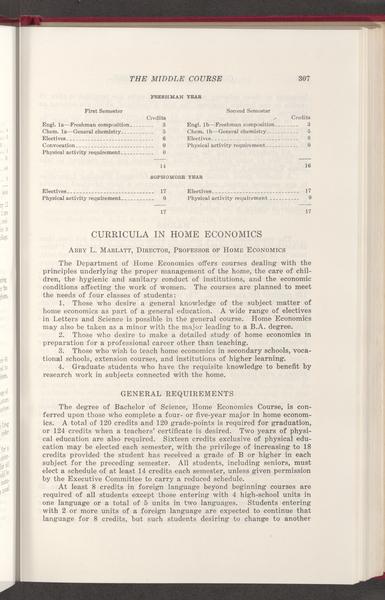 THE MIDDLE COURSE 307
FRESHMAN YEAR
First Semester
Credits
Engl. 1a—Freshman composition 3
Chem. 1a—General chemistry 5
Electives 6
Convocation 0
Physical activity requirement 0
14
Second Semester
Credits
Engl. 1b—Freshman composition 3
Chem. 1b—General chemistry 5
Electives 8
Physical activity requirement 0
16
SOPHOMORE YEAR
Electives 17
Physical activity requirement 0
17
Electives 17
Physical activity requirement 0
17
CURRICULA IN HOME ECONOMICS
ABBY L. MARLATT, DIRECTOR, PROFESSOR OF HOME ECONOMICS
The Department of Home Economics offers courses dealing with the
principles underlying the proper management of the home, the care of chil-
dren, the hygienic and sanitary conduct of institutions, and the economic
conditions affecting the work of women. The courses are planned to meet
the needs of four classes of students:
1. Those who desire a general knowledge of the subject matter of
home economics as part of a general education. A wide range of electives
in Letters and Science is possible in the general course. Home Economics
may also be taken as a minor with the major leading to a B.A. degree.
2. Those who desire to make a detailed study of home economics in
preparation for a professional career other than teaching.
3. Those who wish to teach home economics in secondary schools, voca-
tional schools, extension courses, and institutions of higher learning.
4. Graduate students who have the requisite knowledge to benefit by
research work in subjects connected with the home.
GENERAL REQUIREMENTS
The degree of Bachelor of Science, Home Economics Course, is con-
ferred upon those who complete a four- or five-year major in home econom-
ics. A total of 120 credits and 120 grade-points is required for graduation,
or 124 credits when a teachers' certificate is desired. Two years of physi-
cal education are also required. Sixteen credits exclusive of physical edu-
cation may be elected each semester, with the privilege of increasing to 18
credits provided the student has received a grade of B or higher in each
subject for the preceding semester. All students, including seniors, must
elect a schedule of at least 14 credits each semester, unless given permission
by the Executive Committee to carry a reduced schedule.
At least 8 credits in foreign language beyond beginning courses are
required of all students except those entering with 4 high-school units in
one language or a total of 5 units in two languages. Students entering
with 2 or more units of a foreign language are expected to continue that
language for 8 credits, but such students desiring to change to another